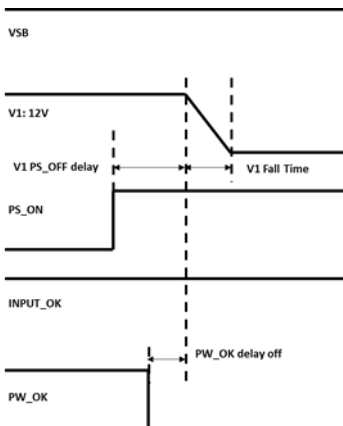 VSB
V1: 12V
V1 PS_OFF delay
V1 Fall Time
PS_ON
INPUT_OK
PW_OK delay off
PW_OK